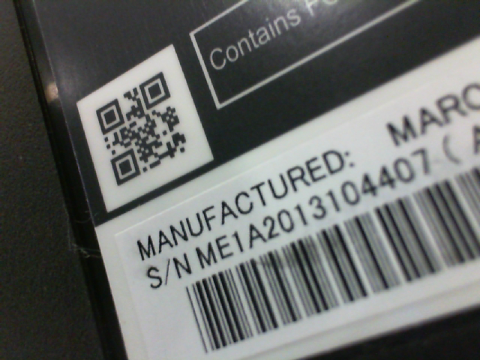 Contains
MANUFACTURED: MARC
S/N ME1A2013104407 ( A